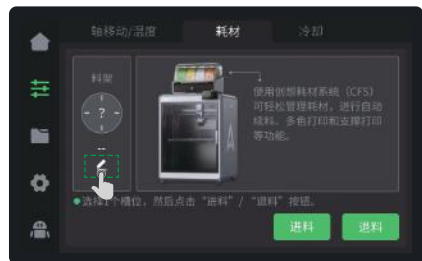 轴移动/温度
耗材
冷却
料架
?
--
使用创想耗材系统（CFS）
可轻松管理耗材，进行自动
续料、多色打印和支撑打印
等功能。
选择1个槽位，然后点击“进料”/“退料”按钮。
进料
退料